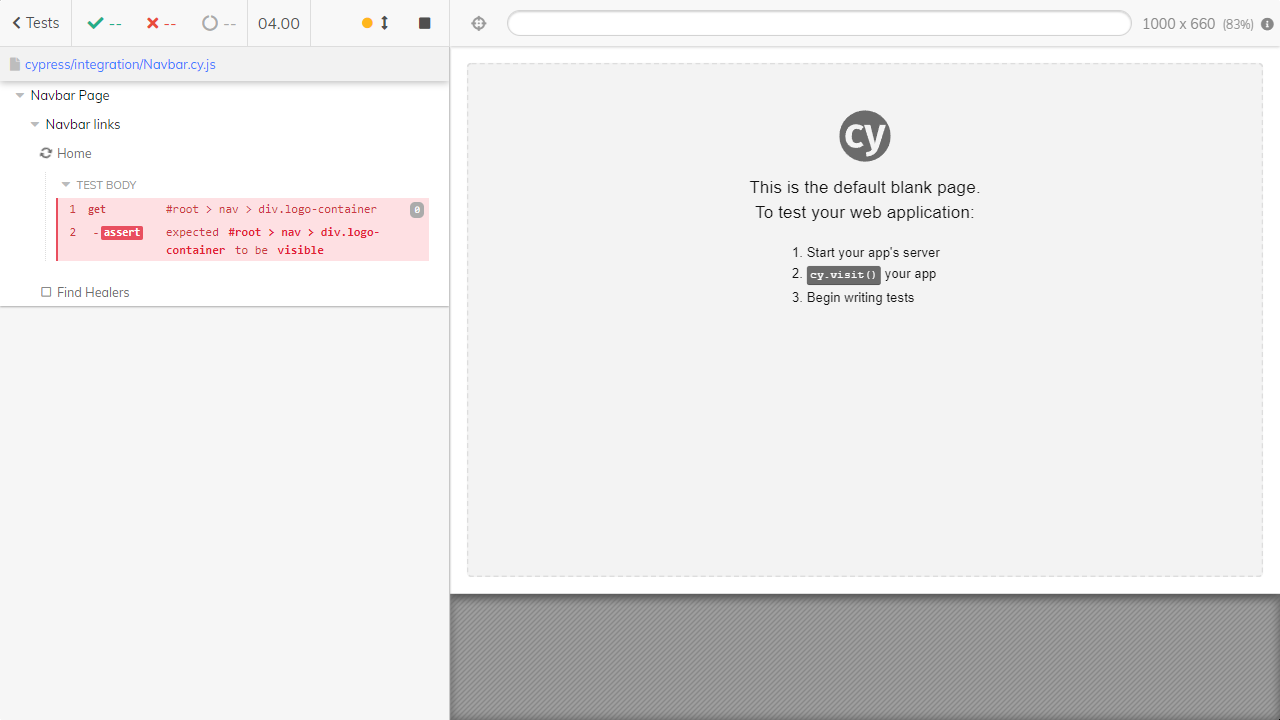 Tests -- -- -- 04.00 1000 x 660 (83%)
cypress/integration/Navbar.cy.js
Navbar Page
Navbar links
Home
TEST BODY
1 get #root > nav > div.logo-container 0
2 -assert expected #root > nav > div.logo-
container to be visible
Find Healers
cy
This is the default blank page.
To test your web application:
1. Start your app's server
2. cy.visit() your app
3. Begin writing tests